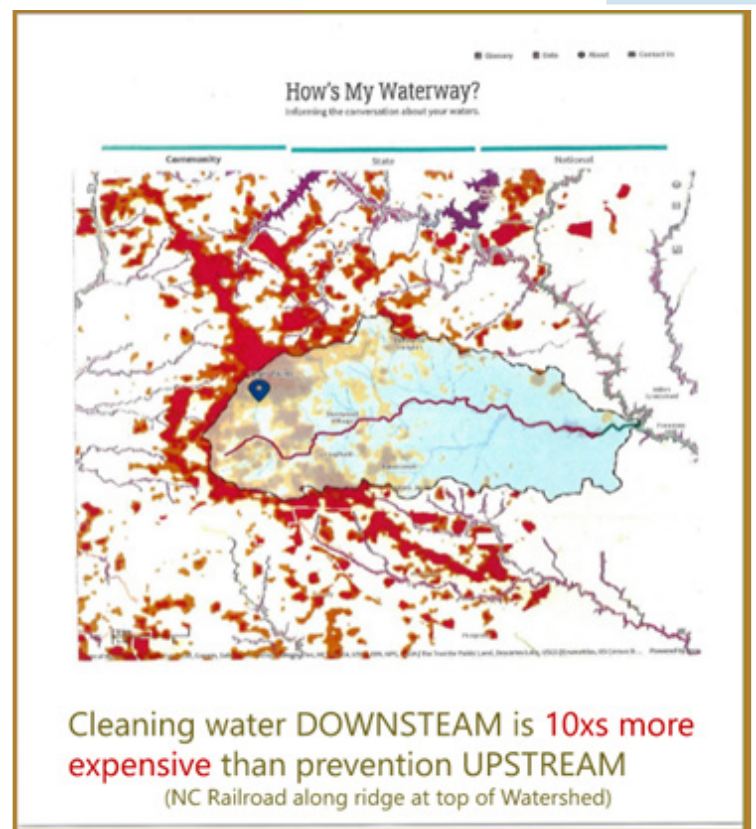 Glossary Data About Contact Us
How's My Waterway?
Informing the conversation about your waters.
Community State National
Cleaning water DOWNSTEAM is 10xs more
expensive than prevention UPSTREAM
(NC Railroad along ridge at top of Watershed)